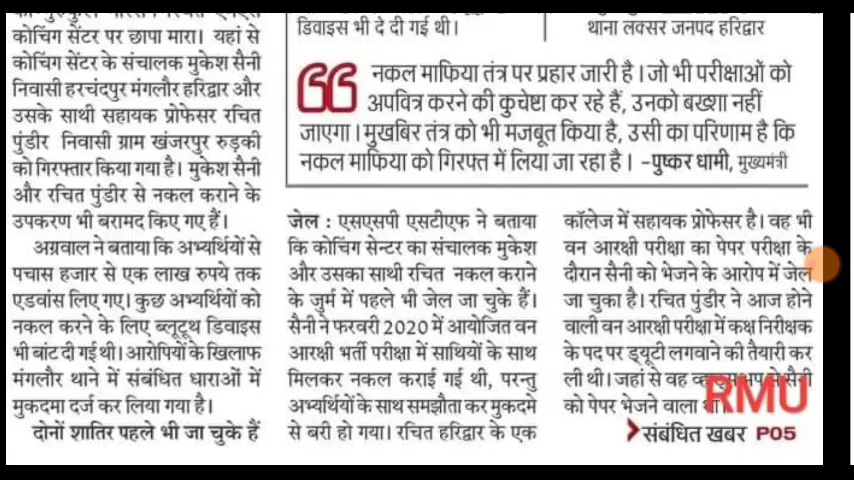 कोचिंग सेंटर पर छापा मारा। यहां से
कोचिंग सेंटर के संचालक मुकेश सैनी
निवासी हरचंदपुर मंगलौर हरिद्वार और
उसके साथी सहायक प्रोफेसर रचित
पुंडीर निवासी ग्राम खंजरपुर रुड़की
को गिरफ्तार किया गया है। मुकेश सैनी
और रचित पुंडीर से नकल कराने के
उपकरण भी बरामद किए गए हैं।
अग्रवाल ने बताया कि अभ्यर्थियों से
पचास हजार से एक लाख रुपये तक
एडवांस लिए गए। कुछ अभ्यर्थियों को
नकल करने के लिए ब्लूटूथ डिवाइस
भी बांट दी गई थी। आरोपियों के खिलाफ
मंगलौर थाने में संबंधित धाराओं में
मुकदमा दर्ज कर लिया गया है।
दोनों शातिर पहले भी जा चुके हैं
डिवाइस भी दे दी गई थी।
थाना लक्सर जनपद हरिद्वार
नकल माफिया तंत्र पर प्रहार जारी है। जो भी परीक्षाओं को
अपवित्र करने की कुचेष्टा कर रहे हैं, उनको बख्शा नहीं
जाएगा। मुखबिर तंत्र को भी मजबूत किया है, उसी का परिणाम है कि
नकल माफिया को गिरफ्त में लिया जा रहा है। -पुष्कर धामी, मुख्यमंत्री
जेल : एसएसपी एसटीएफ ने बताया
कि कोचिंग सेन्टर का संचालक मुकेश
और उसका साथी रचित नकल कराने
के जुर्म में पहले भी जेल जा चुके हैं।
सैनी ने फरवरी 2020 में आयोजित वन
आरक्षी भर्ती परीक्षा में साथियों के साथ
मिलकर नकल कराई गई थी, परन्तु
अभ्यर्थियों के साथ समझौता कर मुकदमे
से बरी हो गया। रचित हरिद्वार के एक
कॉलेज में सहायक प्रोफेसर है। वह भी
वन आरक्षी परीक्षा का पेपर परीक्षा के
दौरान सैनी को भेजने के आरोप में जेल
जा चुका है। रचित पुंडीर ने आज होने
वाली वन आरक्षी परीक्षा में कक्ष निरीक्षक
के पद पर ड्यूटी लगवाने की तैयारी कर
ली थी। जहां से वह से सैनी
को पेपर भेजने वाला था।
RMU
संबंधित खबर P05